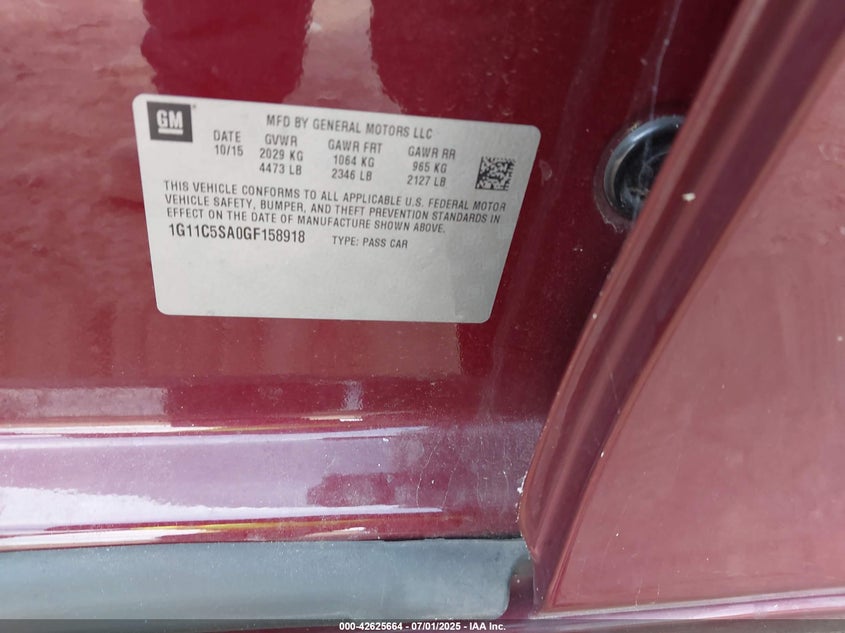 GM
MFD BY GENERAL MOTORS LLC
DATE GVWR GAWR FRT GAWR RR
10/15 2029 KG 1064 KG 965 KG
4473 LB 2346 LB 2127 LB
THIS VEHICLE CONFORMS TO ALL APPLICABLE U.S. FEDERAL MOTOR
VEHICLE SAFETY, BUMPER, AND THEFT PREVENTION STANDARDS IN
EFFECT ON THE DATE OF MANUFACTURE SHOWN ABOVE.
1G11C5SA0GF158918 TYPE: PASS CAR
000-42625664 / 07/01/2025 - IAA Inc.